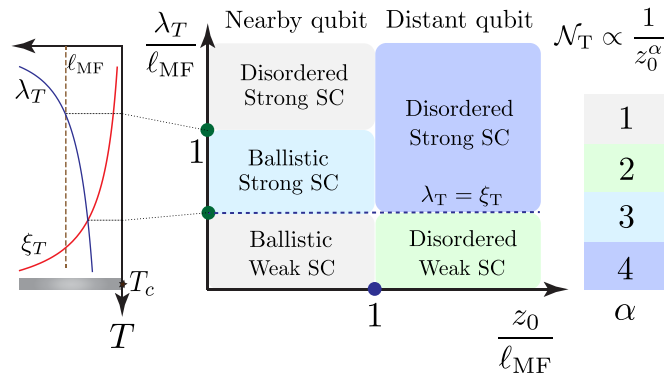 Nearby qubit Distant qubit
λ_T / ℓ_MF
𝒩_T ∝ 1 / z_0^α
ℓ_MF
λ_T
ξ_T
T_c
T
1
Disordered
Strong SC
Ballistic
Strong SC
Ballistic
Weak SC
Disordered
Strong SC
λ_T = ξ_T
Disordered
Weak SC
1
z_0 / ℓ_MF
1
2
3
4
α